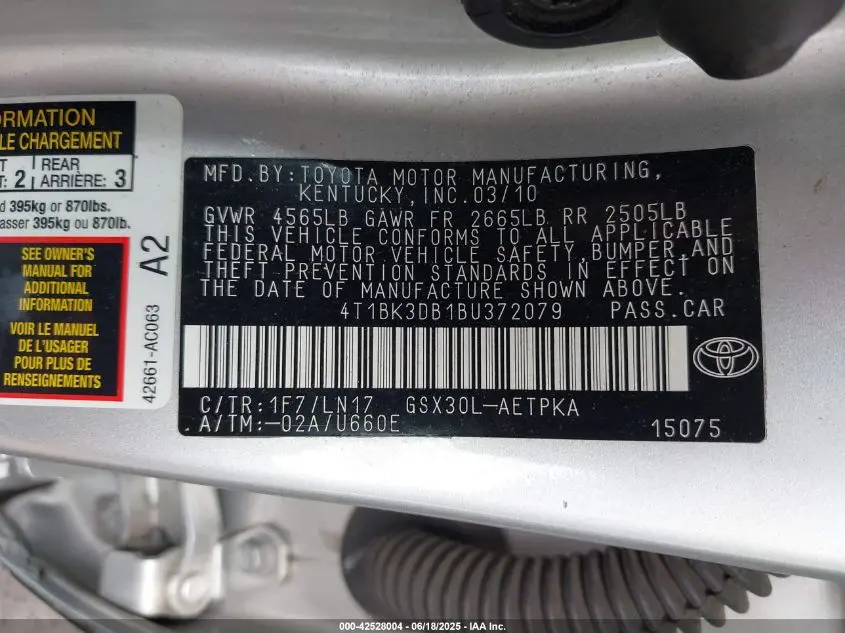 ORMATION
LE CHARGEMENT
T REAR
T: 2 ARRIÈRE: 3
d 395kg or 870lbs.
asser 395 kg ou 870lb.
SEE OWNER'S
MANUAL FOR
ADDITIONAL
INFORMATION
VOIR LE MANUEL
DE L'USAGER
POUR PLUS DE
RENSEIGNEMENTS
42661-AC063
A2
MFD.BY:TOYOTA MOTOR MANUFACTURING,
KENTUCKY,INC.03/10
GVWR 4565LB GAWR FR 2665LB RR 2505LB
THIS VEHICLE CONFORMS TO ALL APPLICABLE
FEDERAL MOTOR VEHICLE SAFETY,BUMPER,AND
THEFT PREVENTION STANDARDS IN EFFECT ON
THE DATE OF MANUFACTURE SHOWN ABOVE.
4T1BK3DB1BU372079 PASS.CAR
C/TR:1F7/LN17 GSX30L-AETPKA
A/TM:-02A/U660E 15075
000-42528004 - 06/18/2025 - IAA Inc.